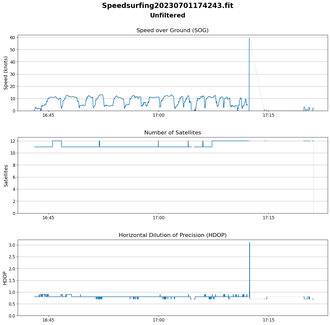 Speedsurfing20230701174243.fit
Unfiltered
Speed over Ground (SOG)
Speed (knots)
60
50
40
30
20
10
0
16:45 17:00 17:15
Number of Satellites
Satellites
12
10
8
6
4
2
0
16:45 17:00 17:15
Horizontal Dilution of Precision (HDOP)
HDOP
3.0
2.5
2.0
1.5
1.0
0.5
0.0
16:45 17:00 17:15